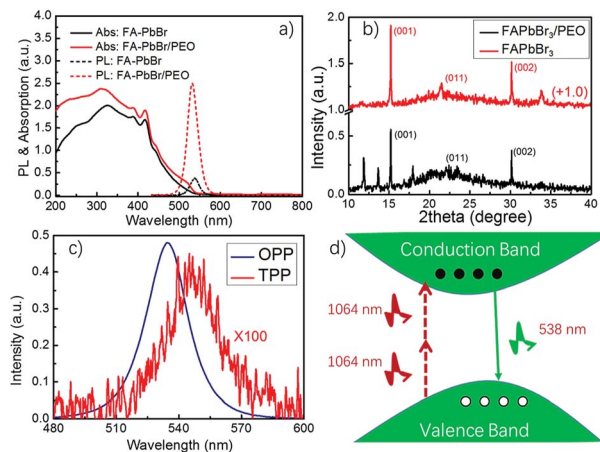 Abs: FA-PbBr
Abs: FA-PbBr/PEO
PL: FA-PbBr
PL: FA-PbBr/PEO
a)
PL & Absorption (a.u.)
4.0
3.5
3.0
2.5
2.0
1.5
1.0
0.5
0.0
200 300 400 500 600 700 800
Wavelength (nm)
b)
FAPbBr3/PEO
FAPbBr3
(001)
(011)
(002)
(+1.0)
(001)
(011)
(002)
Intensity (a.u.)
2.0
1.5
1.0
0.5
0.0
10 15 20 25 30 35 40
2theta (degree)
c)
OPP
TPP
X100
Intensity (a.u.)
0.5
0.4
0.3
0.2
0.1
0.0
480 510 540 570 600
Wavelength (nm)
d)
Conduction Band
1064 nm
538 nm
1064 nm
Valence Band